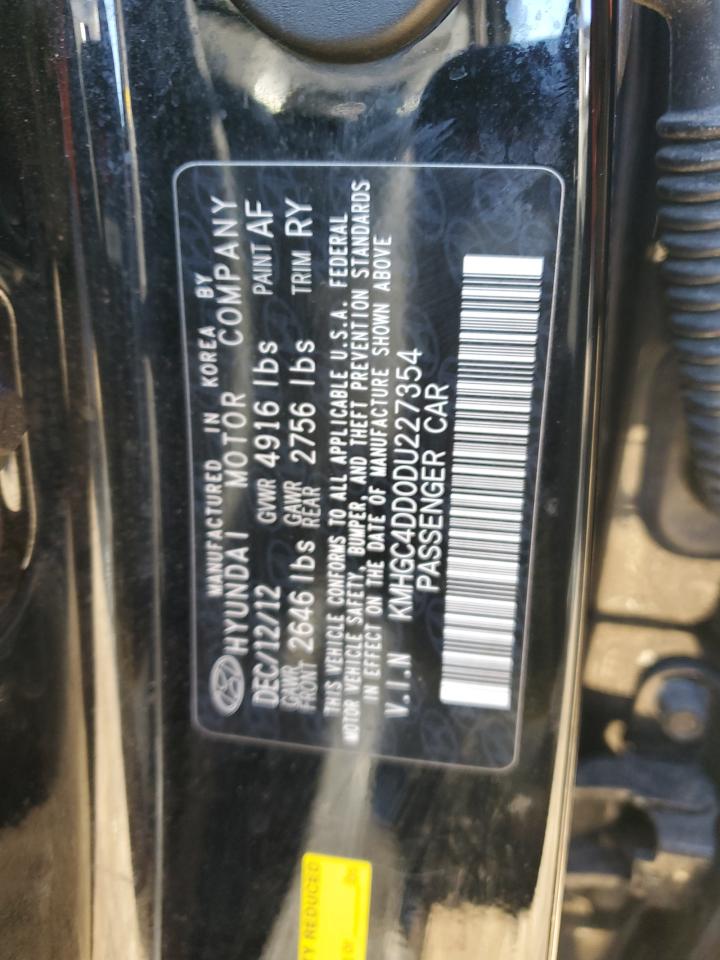 MANUFACTURED IN KOREA BY
HYUNDAI MOTOR COMPANY
DEC/12/12 GVWR 4916 lbs PAINT AF
GAWR FRONT 2646 lbs GAWR REAR 2756 lbs TRIM RY
THIS VEHICLE CONFORMS TO ALL APPLICABLE U.S.A. FEDERAL
MOTOR VEHICLE SAFETY, BUMPER, AND THEFT PREVENTION STANDARDS
IN EFFECT ON THE DATE OF MANUFACTURE SHOWN ABOVE
V.I.N KMHGC4DD0DU227354
PASSENGER CAR
REDUCED